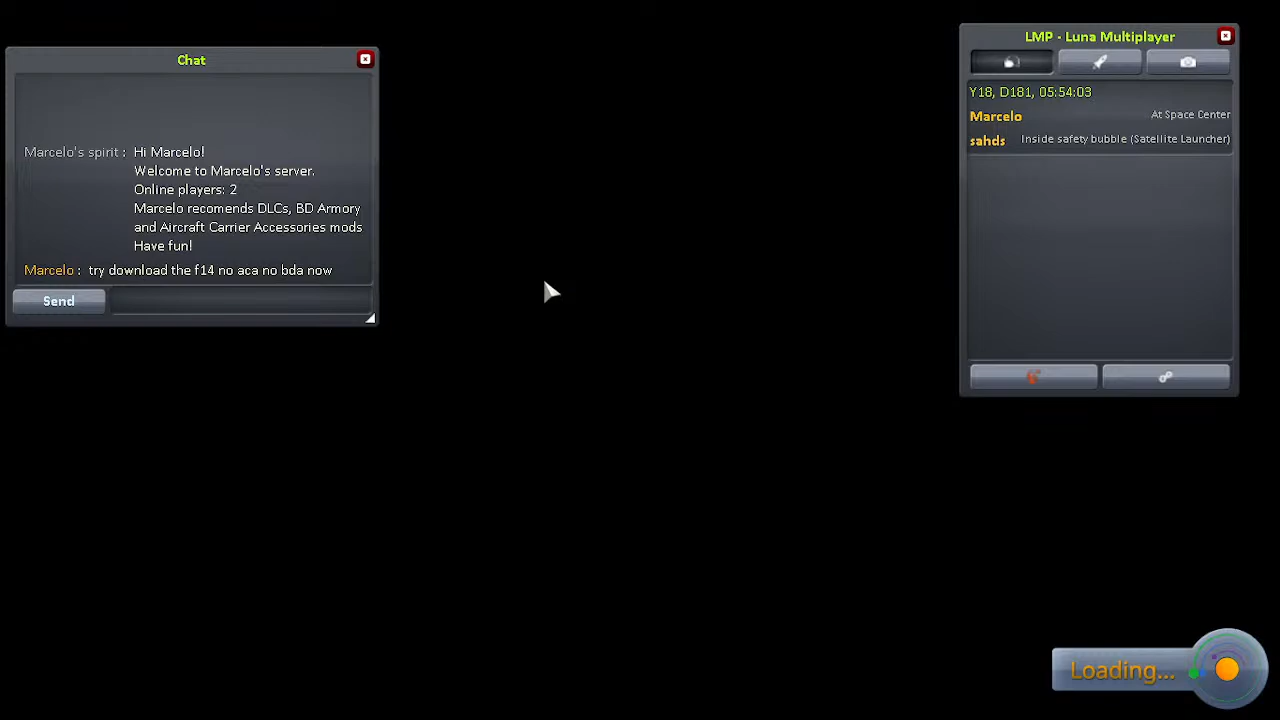 Chat
Marcelo's spirit : Hi Marcelo!
Welcome to Marcelo's server.
Online players: 2
Marcelo recomends DLCs, BD Armory
and Aircraft Carrier Accessories mods
Have fun!
Marcelo : try download the f14 no aca no bda now
Send
LMP - Luna Multiplayer
Y18, D181, 05:54:03
Marcelo At Space Center
sahds Inside safety bubble (Satellite Launcher)
Loading...